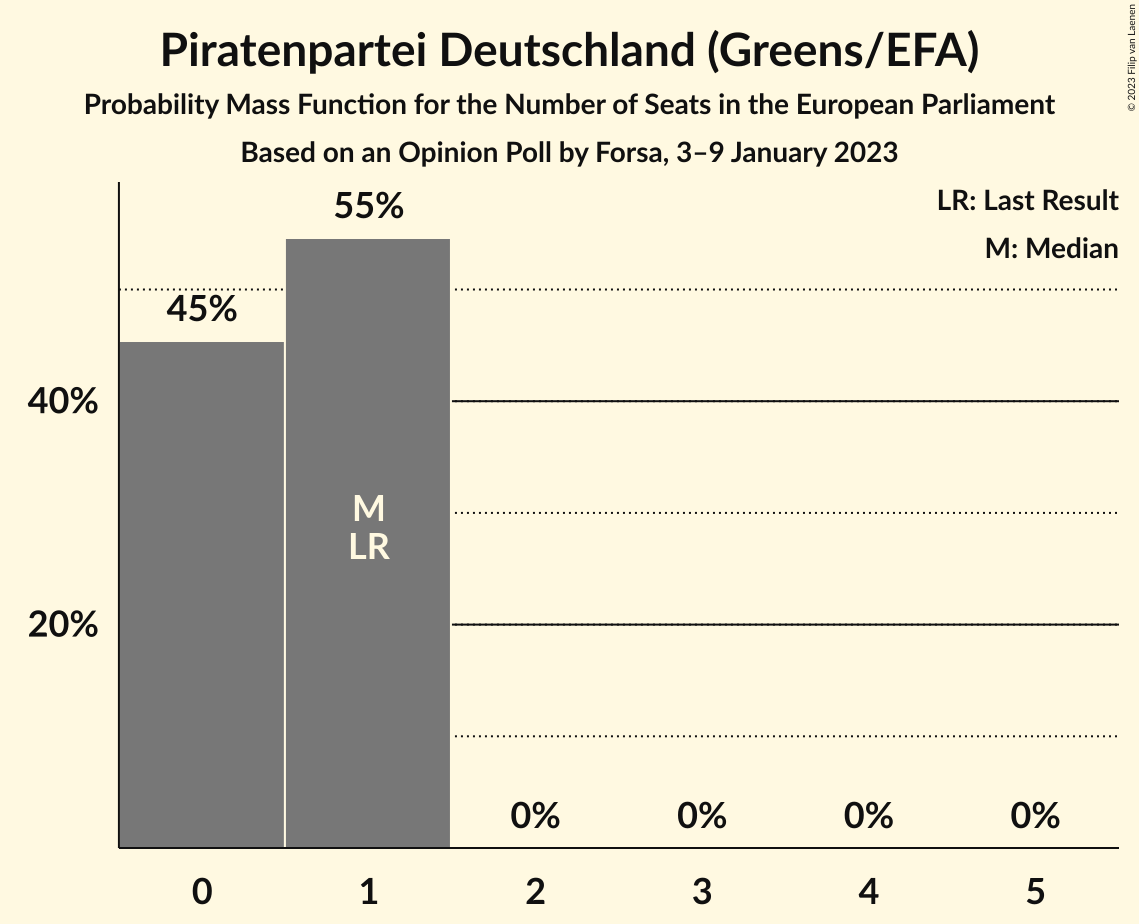 Piratenpartei Deutschland (Greens/EFA)
Probability Mass Function for the Number of Seats in the European Parliament
Based on an Opinion Poll by Forsa, 3–9 January 2023
© 2023 Filip van Laenen
LR: Last Result
M: Median
55%
45%
40%
20%
M
LR
0% 0% 0% 0%
0 1 2 3 4 5